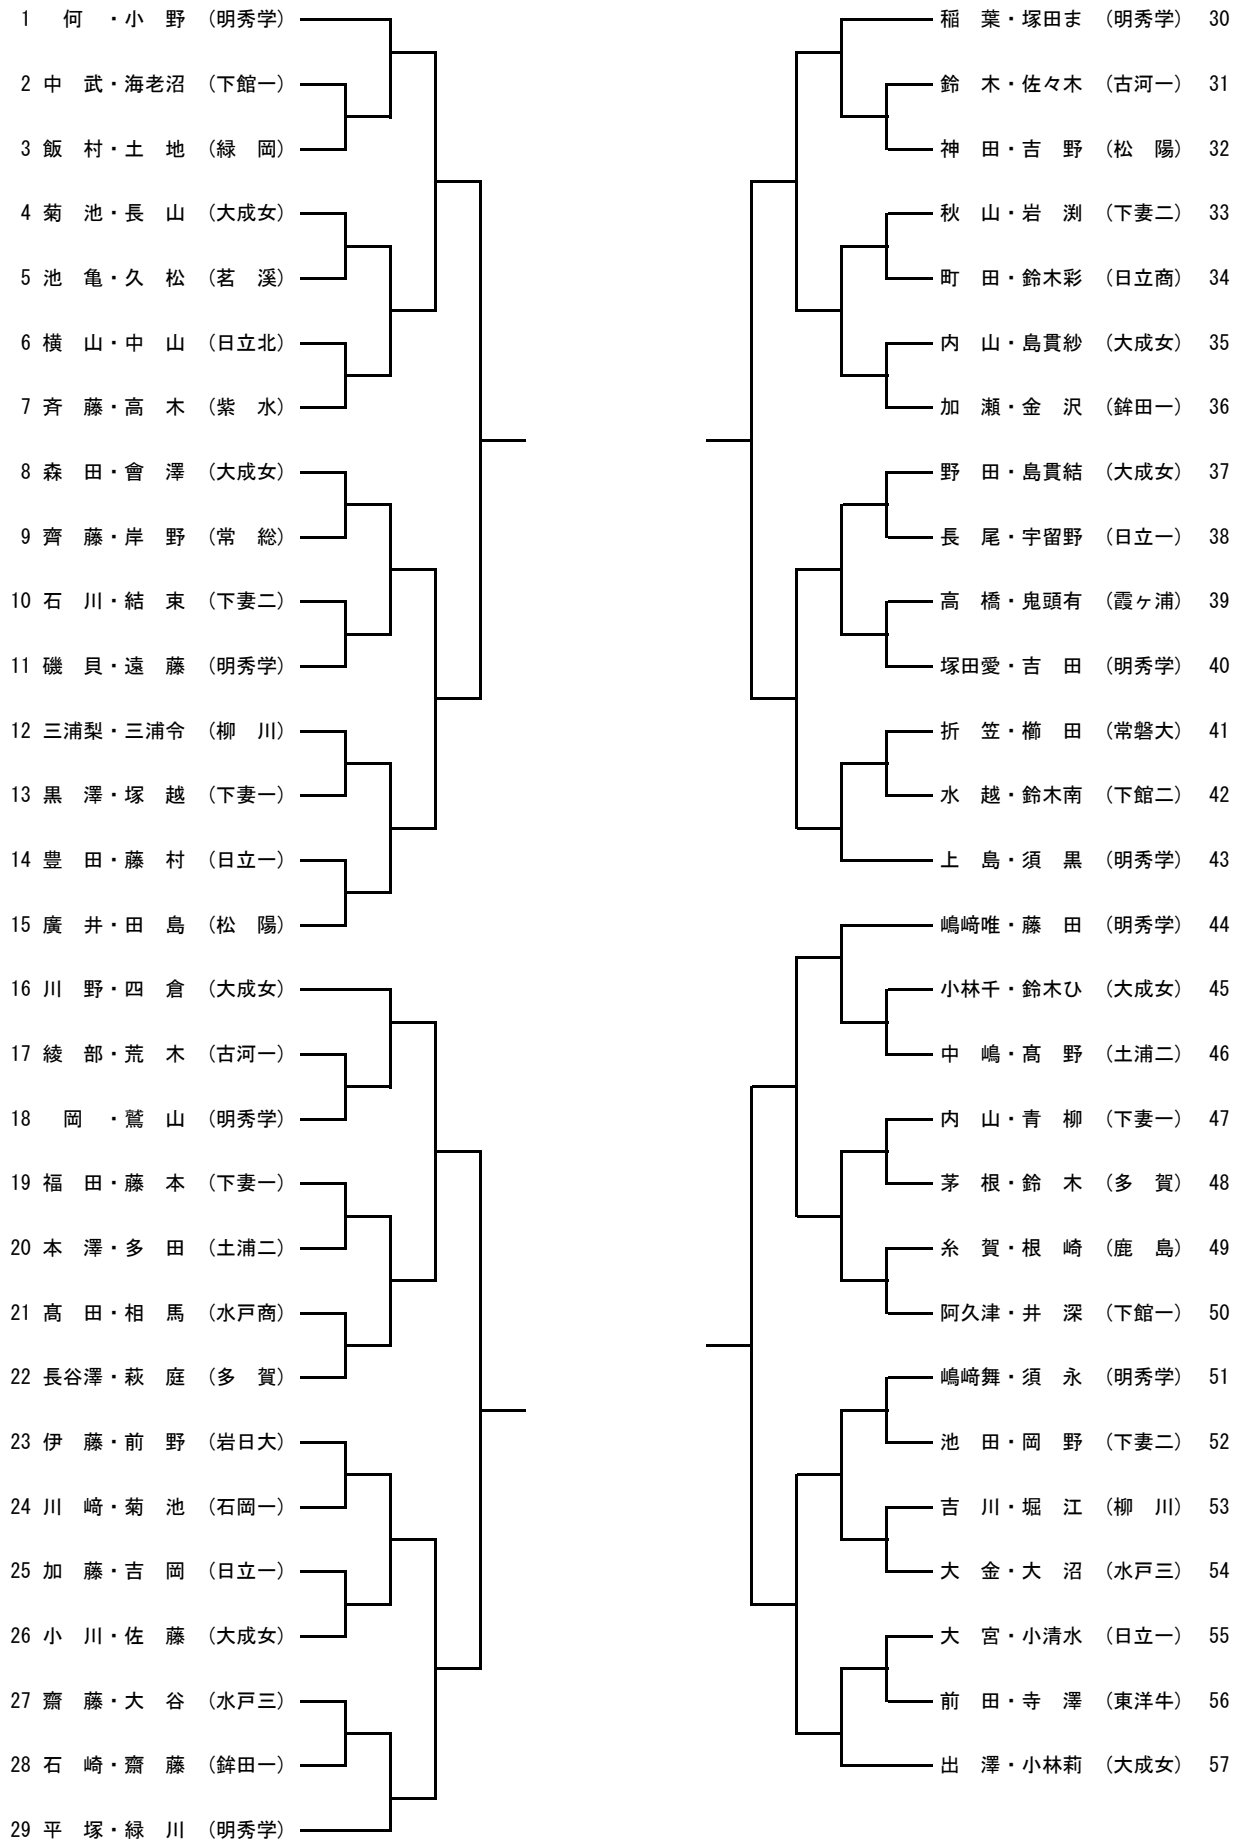 1 何 ・小 野 (明秀学)
2 中 武・海老沼 (下館一)
3 飯 村・土 地 (緑 岡)
4 菊 池・長 山 (大成女)
5 池 亀・久 松 (茗 溪)
6 横 山・中 山 (日立北)
7 斉 藤・高 木 (紫 水)
8 森 田・會 澤 (大成女)
9 齊 藤・岸 野 (常 総)
10 石 川・結 束 (下妻二)
11 磯 貝・遠 藤 (明秀学)
12 三浦梨・三浦令 (柳 川)
13 黒 澤・塚 越 (下妻一)
14 豊 田・藤 村 (日立一)
15 廣 井・田 島 (松 陽)
16 川 野・四 倉 (大成女)
17 綾 部・荒 木 (古河一)
18 岡 ・鷲 山 (明秀学)
19 福 田・藤 本 (下妻一)
20 本 澤・多 田 (土浦二)
21 髙 田・相 馬 (水戸商)
22 長谷澤・萩 庭 (多 賀)
23 伊 藤・前 野 (岩日大)
24 川 﨑・菊 池 (石岡一)
25 加 藤・吉 岡 (日立一)
26 小 川・佐 藤 (大成女)
27 齋 藤・大 谷 (水戸三)
28 石 崎・齋 藤 (鉾田一)
29 平 塚・緑 川 (明秀学)
稲 葉・塚田ま (明秀学) 30
鈴 木・佐々木 (古河一) 31
神 田・吉 野 (松 陽) 32
秋 山・岩 渕 (下妻二) 33
町 田・鈴木彩 (日立商) 34
内 山・島貫紗 (大成女) 35
加 瀬・金 沢 (鉾田一) 36
野 田・島貫結 (大成女) 37
長 尾・宇留野 (日立一) 38
高 橋・鬼頭有 (霞ヶ浦) 39
塚田愛・吉 田 (明秀学) 40
折 笠・櫛 田 (常磐大) 41
水 越・鈴木南 (下館二) 42
上 島・須 黒 (明秀学) 43
嶋﨑唯・藤 田 (明秀学) 44
小林千・鈴木ひ (大成女) 45
中 嶋・髙 野 (土浦二) 46
内 山・青 柳 (下妻一) 47
茅 根・鈴 木 (多 賀) 48
糸 賀・根 崎 (鹿 島) 49
阿久津・井 深 (下館一) 50
嶋﨑舞・須 永 (明秀学) 51
池 田・岡 野 (下妻二) 52
吉 川・堀 江 (柳 川) 53
大 金・大 沼 (水戸三) 54
大 宮・小清水 (日立一) 55
前 田・寺 澤 (東洋牛) 56
出 澤・小林莉 (大成女) 57